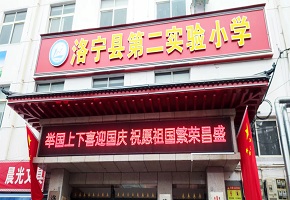 洛宁县第二实验小学
举国上下喜迎国庆 祝愿祖国繁荣昌盛
晨光文具